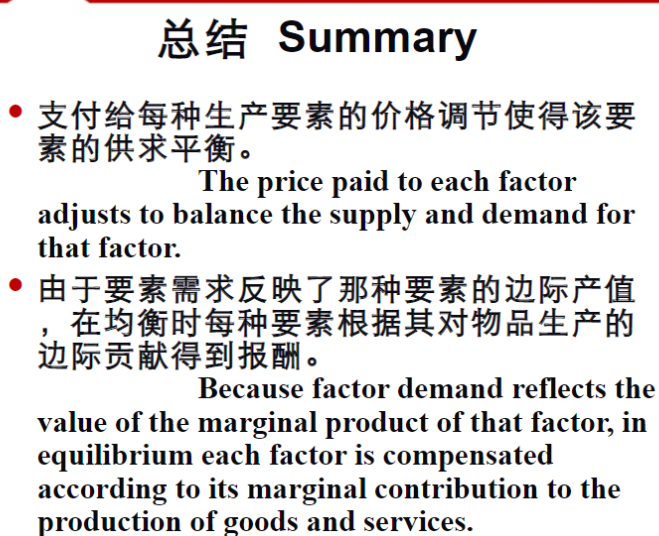 总结 Summary
支付给每种生产要素的价格调节使得该要
素的供求平衡。
The price paid to each factor
adjusts to balance the supply and demand for
that factor.
由于要素需求反映了那种要素的边际产值
，在均衡时每种要素根据其对物品生产的
边际贡献得到报酬。
Because factor demand reflects the
value of the marginal product of that factor, in
equilibrium each factor is compensated
according to its marginal contribution to the
production of goods and services.